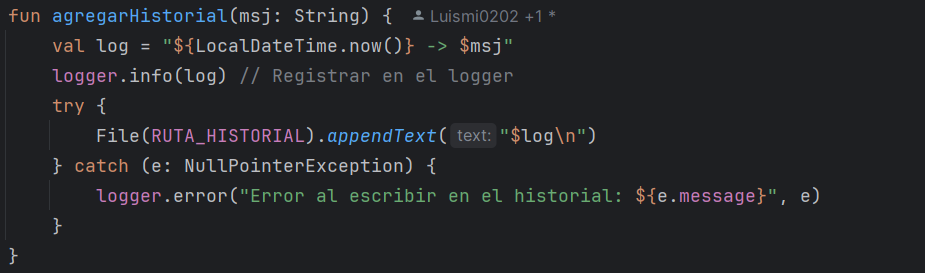 fun agregarHistorial(msj: String) { Luismi0202 +1 *
val log = "${LocalDateTime.now()} -> $msj"
logger.info(log) // Registrar en el logger
try {
File(RUTA_HISTORIAL).appendText( text: "$log\n")
} catch (e: NullPointerException) {
logger.error("Error al escribir en el historial: ${e.message}", e)
}
}